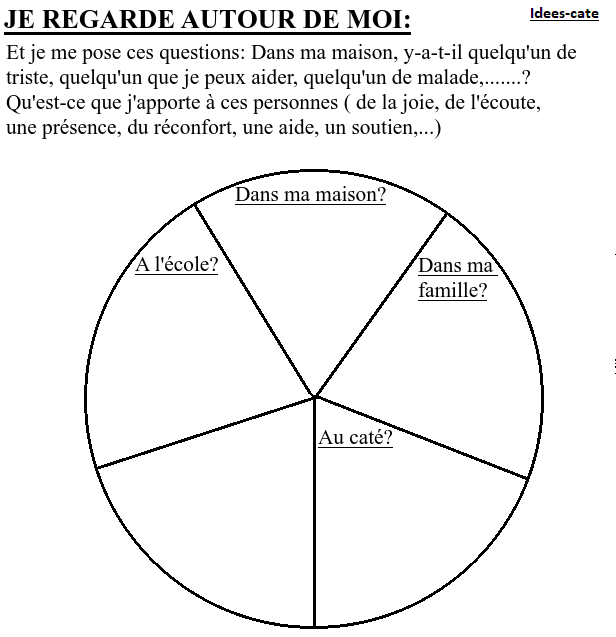 JE REGARDE AUTOUR DE MOI:
Idees-cate
Et je me pose ces questions: Dans ma maison, y-a-t-il quelqu'un de
triste, quelqu'un que je peux aider, quelqu'un de malade,.......?
Qu'est-ce que j'apporte à ces personnes ( de la joie, de l'écoute,
une présence, du réconfort, une aide, un soutien,...)
Dans ma maison?
A l'école?
Dans ma
famille?
Au caté?